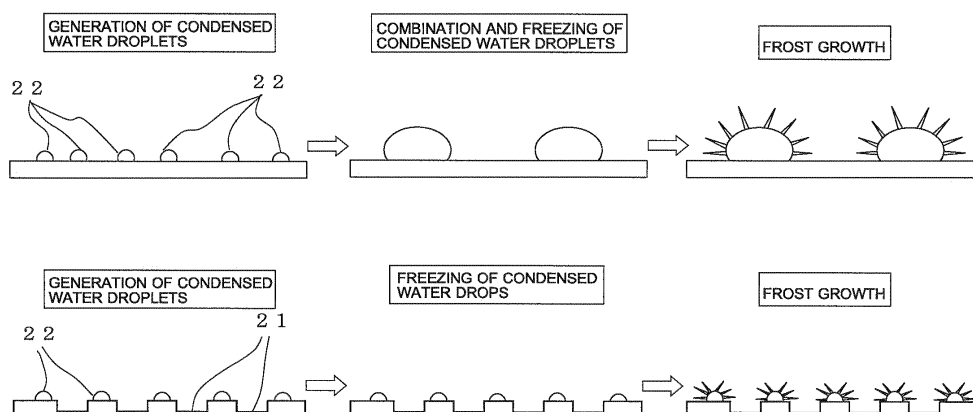 GENERATION OF CONDENSED
WATER DROPLETS
COMBINATION AND FREEZING OF
CONDENSED WATER DROPLETS
FROST GROWTH
2 2
2 2
GENERATION OF CONDENSED
WATER DROPLETS
FREEZING OF CONDENSED
WATER DROPS
FROST GROWTH
2 2
2 1